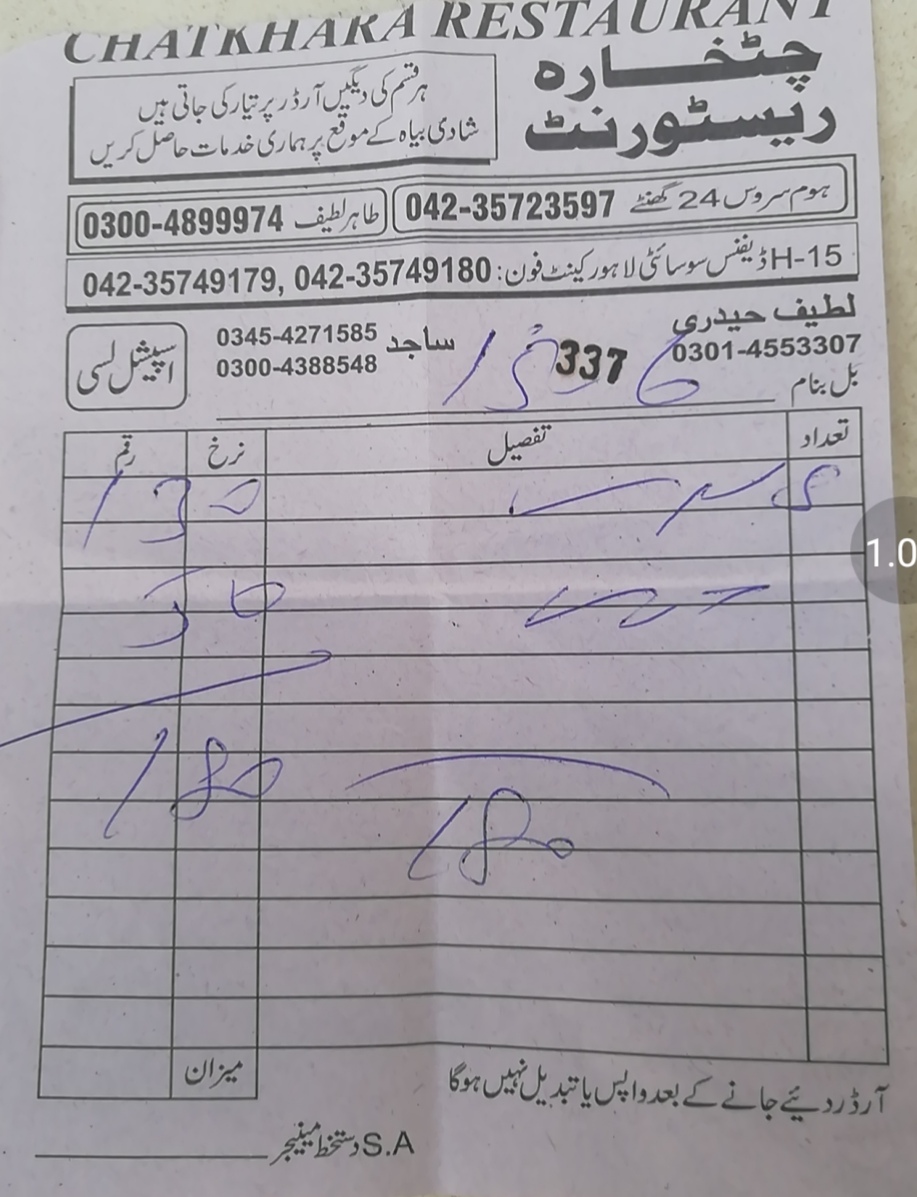 CHATKHARA RESTAURANT
چٹخارہ
ریسٹورنٹ
ہر قسم کی دیگیں آرڈر پر تیار کی جاتی ہیں
شادی بیاہ کے موقع پر ہماری خدمات حاصل کریں
ہوم سروس 24 گھنٹے 042-35723597
طاہر لطیف 0300-4899974
H-15 ڈیفنس سوسائٹی لاہور کینٹ فون: 042-35749179, 042-35749180
لطیف حیدری
0301-4553307
ساجد 0345-4271585
0300-4388548
اسپیشل لسی
337
بل بنام
تعداد تفصیل نرخ رقم
130
50
180
180
میزان
آرڈر دیئے جانے کے بعد واپس یا تبدیل نہیں ہوگا
S.A دستخط مینیجر
1.0